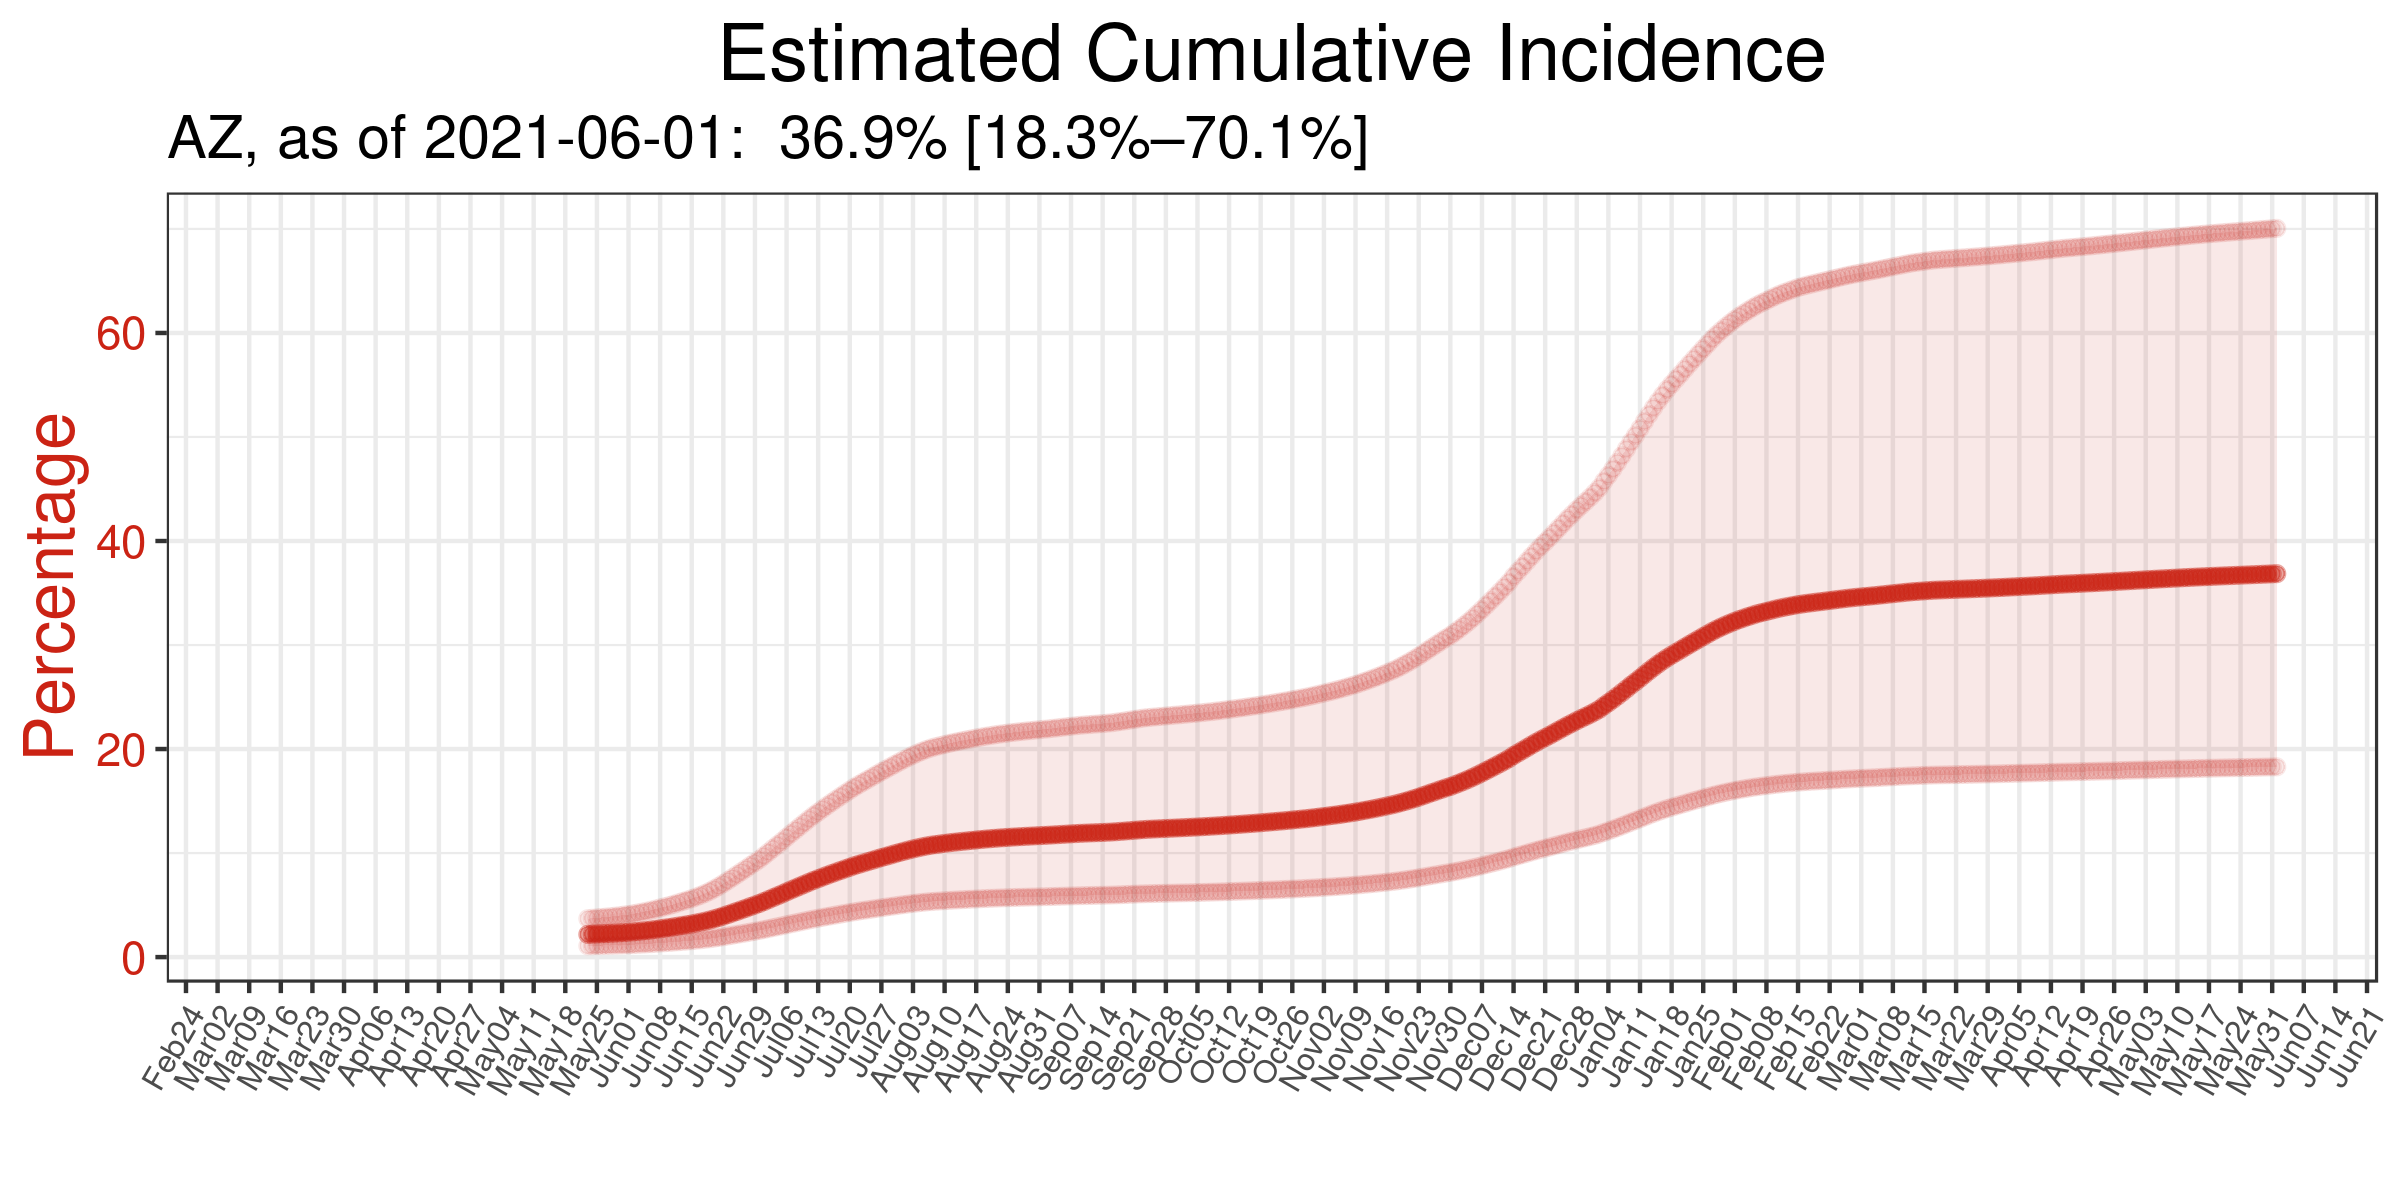 Estimated Cumulative Incidence
AZ, as of 2021-06-01:  36.9% [18.3%–70.1%]
Percentage
60
40
20
0
Feb24
Mar02
Mar09
Mar16
Mar23
Mar30
Apr06
Apr13
Apr20
Apr27
May04
May11
May18
May25
Jun01
Jun08
Jun15
Jun22
Jun29
Jul06
Jul13
Jul20
Jul27
Aug03
Aug10
Aug17
Aug24
Aug31
Sep07
Sep14
Sep21
Sep28
Oct05
Oct12
Oct19
Oct26
Nov02
Nov09
Nov16
Nov23
Nov30
Dec07
Dec14
Dec21
Dec28
Jan04
Jan11
Jan18
Jan25
Feb01
Feb08
Feb15
Feb22
Mar01
Mar08
Mar15
Mar22
Mar29
Apr05
Apr12
Apr19
Apr26
May03
May10
May17
May24
May31
Jun07
Jun14
Jun21